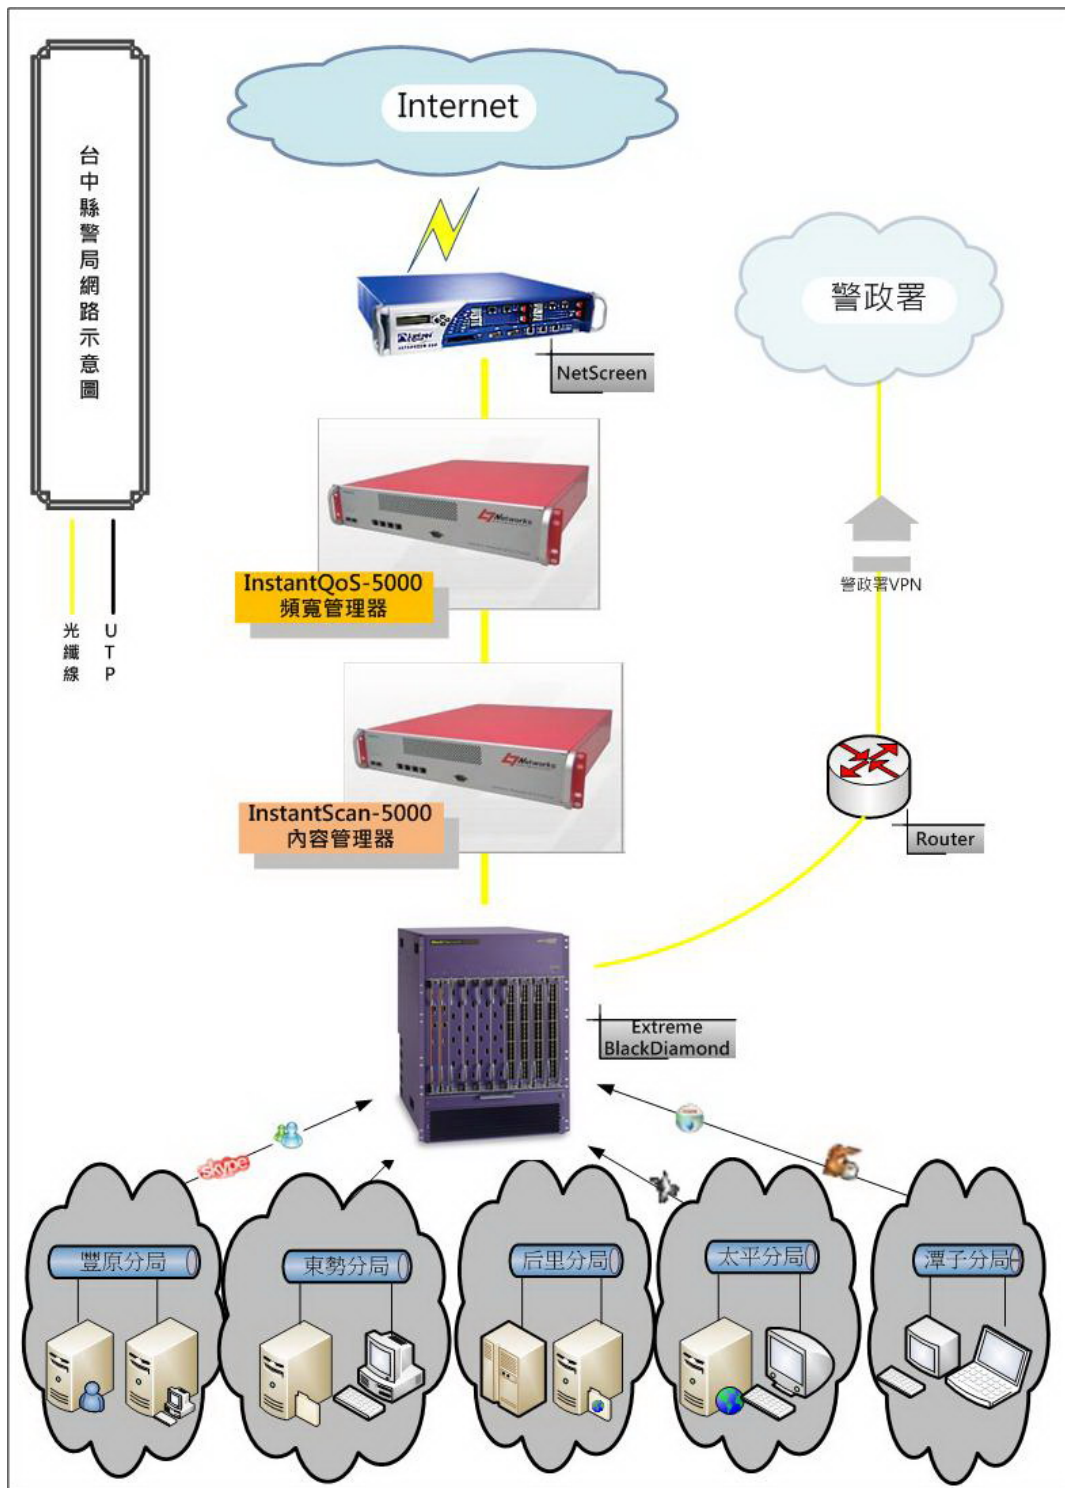 台中縣警局網路示意圖
光纖線
UTP
Internet
NetScreen
警政署
Networks
InstantQoS-5000
頻寬管理器
警政署VPN
Networks
InstantScan-5000
內容管理器
Router
Extreme
BlackDiamond
skype
豐原分局
東勢分局
后里分局
太平分局
潭子分局